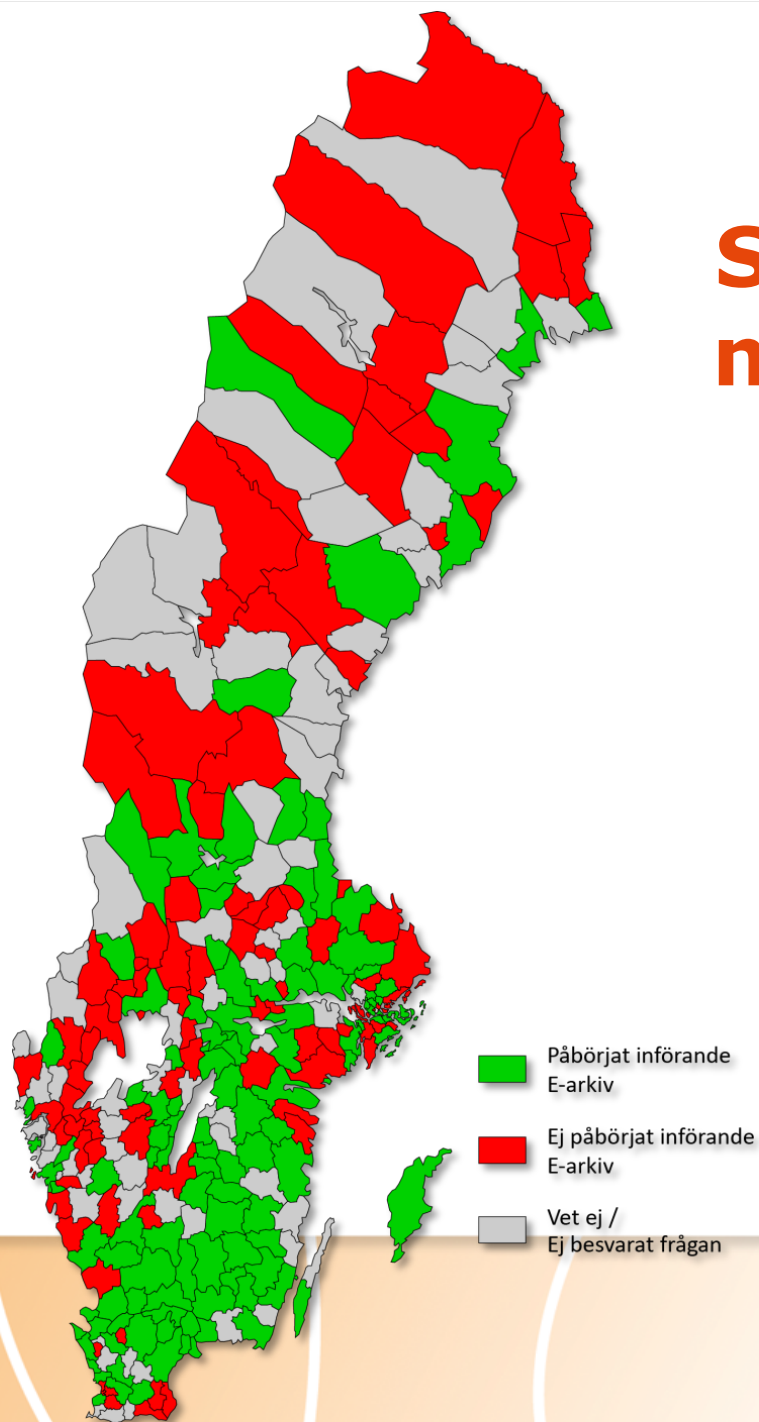 S
n
Påbörjat införande
E-arkiv
Ej påbörjat införande
E-arkiv
Vet ej /
Ej besvarat frågan